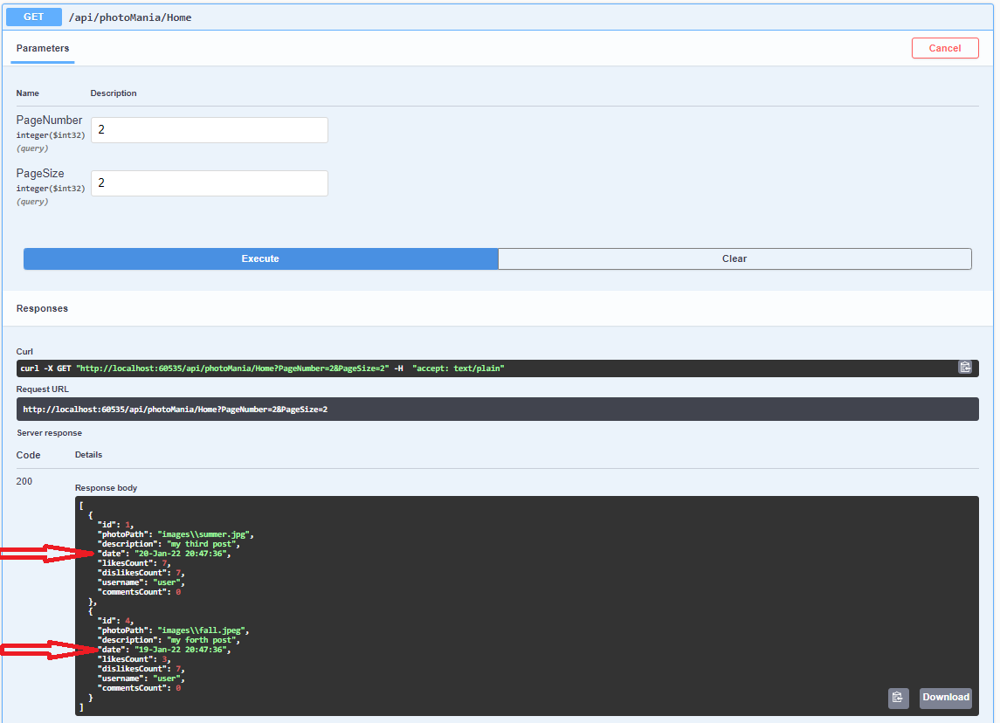 GET /api/photoMania/Home
Parameters
Cancel
Name Description
PageNumber
integer($int32)
(query)
2
PageSize
integer($int32)
(query)
2
Execute Clear
Responses
Curl
curl -X GET "http://localhost:60535/api/photoMania/Home?PageNumber=2&PageSize=2" -H  "accept: text/plain"
Request URL
http://localhost:60535/api/photoMania/Home?PageNumber=2&PageSize=2
Server response
Code Details
200
Response body
[
  {
    "id": 1,
    "photoPath": "images\\summer.jpg",
    "description": "my third post",
    "date": "20-Jan-22 20:47:36",
    "likesCount": 7,
    "dislikesCount": 7,
    "username": "user",
    "commentsCount": 0
  },
  {
    "id": 4,
    "photoPath": "images\\fall.jpeg",
    "description": "my forth post",
    "date": "19-Jan-22 20:47:36",
    "likesCount": 3,
    "dislikesCount": 7,
    "username": "user",
    "commentsCount": 0
  }
]
Download